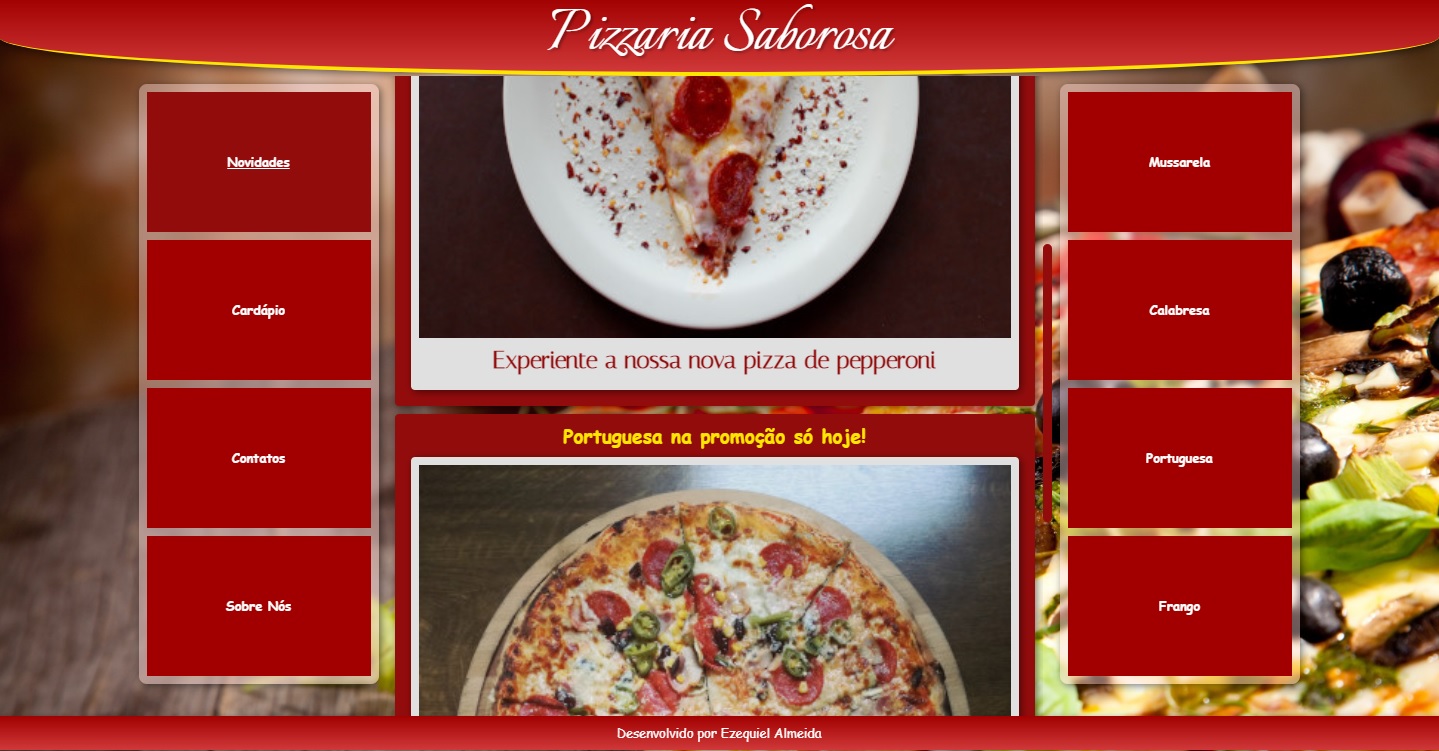 Pizzaria Saborosa
Novidades
Cardápio
Contatos
Sobre Nós
Experiente a nossa nova pizza de pepperoni
Portuguesa na promoção só hoje!
Mussarela
Calabresa
Portuguesa
Frango
Desenvolvido por Ezequiel Almeida